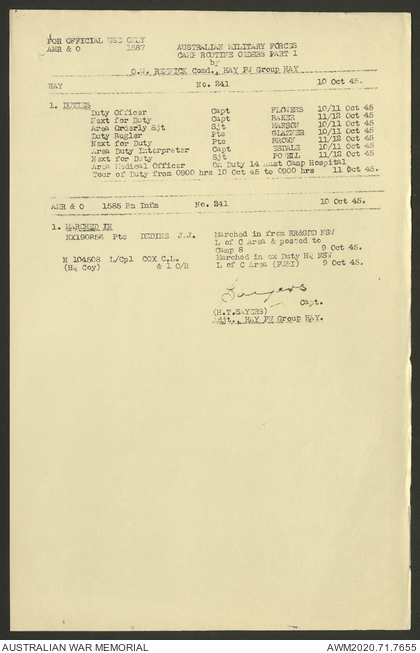 FOR OFFICIAL USE ONLY
AMR & O 1587 AUSTRALIAN MILITARY FORCES
CAMP ROUTINE ORDERS PART 1
by
O.W. Comd., HAY PW Group HAY
HAY No. 241 10 Oct 45.
1. DUTIES
Duty Officer Capt FLOWERS 10/11 Oct 45
Next for Duty Capt BAKER 11/12 Oct 45
Area Orderly Sjt Sjt MANSON 10/11 Oct 45
Duty Bugler Pte 10/11 Oct 45
Next for Duty Pte BROWN 11/12 Oct 45
Area Duty Interpreter Capt ESDALE 10/11 Oct 45
Next for Duty Sjt POWELL 11/12 Oct 45
Area Medical Officer On Duty 14 Aust Camp Hospital
Tour of Duty from 0900 hrs 10 Oct 45 to 0900 hrs 11 Oct 45.
AMR & O 1585 Bn Infm No. 241 10 Oct 45.
1. MARCHED IN
NX190856 Pte J.J. Marched in from NSW
L of C Area & posted to
Camp 8 9 Oct 45.
N 104508 L/Cpl COX C.L. Marched in ex Duty HQ NSW
(HQ Coy) & 1 O/R L of C Area 9 Oct 45.
Sayers
Capt.
(H.T.SAYERS)
Adjt., HAY PW Group HAY.
AUSTRALIAN WAR MEMORIAL AWM2020.71.7655